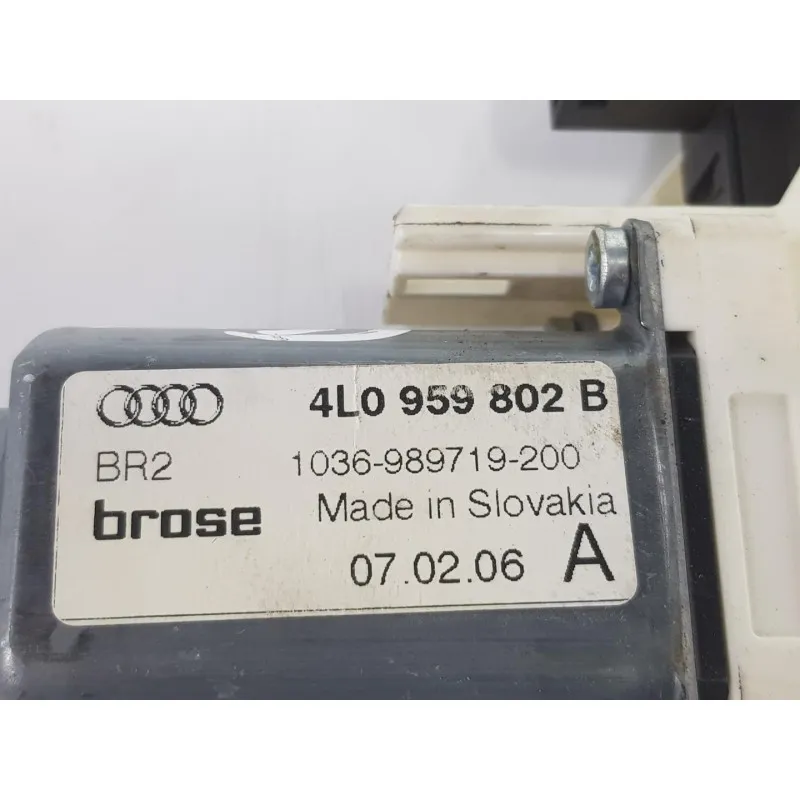 4L0 959 802 B
BR2 1036-989719-200
brose Made in Slovakia
07.02.06 A